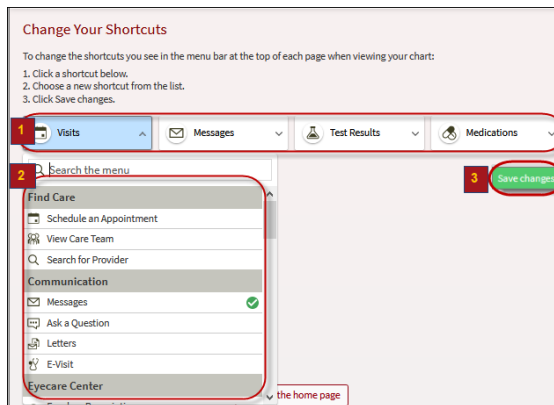 Change Your Shortcuts
To change the shortcuts you see in the menu bar at the top of each page when viewing your chart:
1. Click a shortcut below.
2. Choose a new shortcut from the list.
3. Click Save changes.
1 Visits Messages Test Results Medications
Search the menu
2
3 Save changes
Find Care
Schedule an Appointment
View Care Team
Search for Provider
Communication
Messages
Ask a Question
Letters
E-Visit
Eyecare Center
the home page